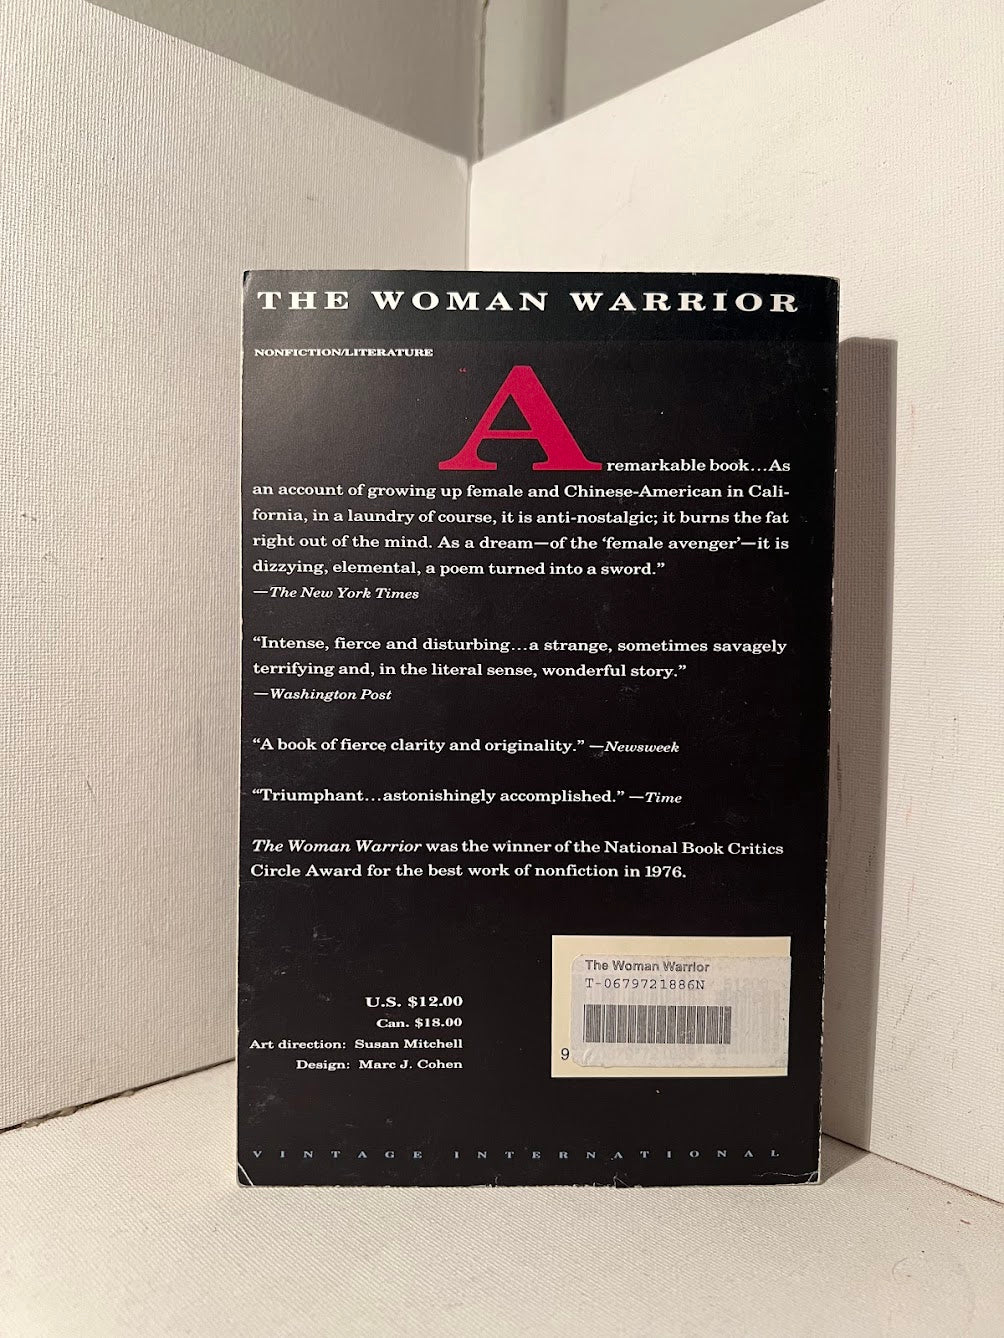 THE WOMAN WARRIOR
NONFICTION/LITERATURE
“A remarkable book...As
an account of growing up female and Chinese-American in Cali-
fornia, in a laundry of course, it is anti-nostalgic; it burns the fat
right out of the mind. As a dream—of the ‘female avenger’—it is
dizzying, elemental, a poem turned into a sword.”
—The New York Times
“Intense, fierce and disturbing...a strange, sometimes savagely
terrifying and, in the literal sense, wonderful story.”
—Washington Post
“A book of fierce clarity and originality.” —Newsweek
“Triumphant...astonishingly accomplished.” —Time
The Woman Warrior was the winner of the National Book Critics
Circle Award for the best work of nonfiction in 1976.
U.S. $12.00
Can. $18.00
Art direction: Susan Mitchell
Design: Marc J. Cohen
The Woman Warrior
T-0679721886N
9
VINTAGE INTERNATIONAL